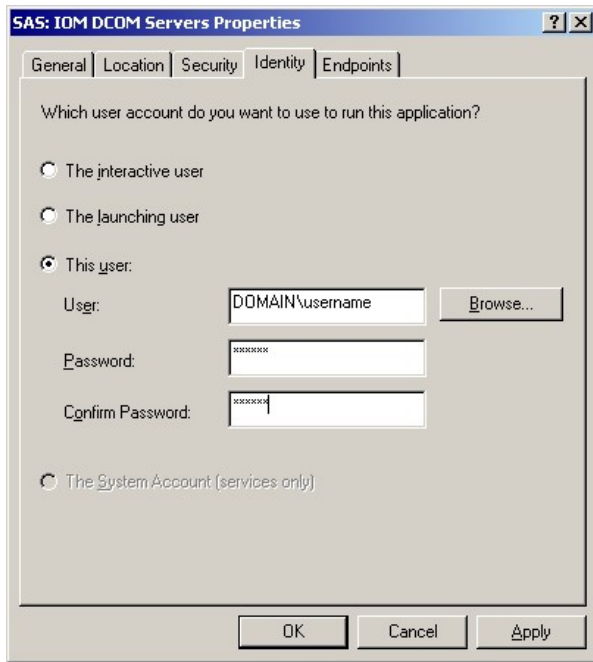 SAS: IOM DCOM Servers Properties
General Location Security Identity Endpoints
Which user account do you want to use to run this application?
The interactive user
The launching user
This user:
User: DOMAIN\username Browse...
Password: xxxxxx
Confirm Password: xxxxxx
The System Account (services only)
OK Cancel Apply